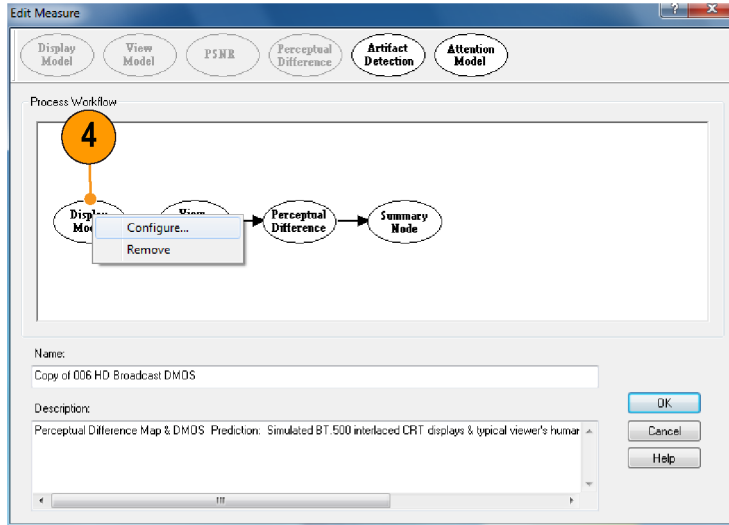 Edit Measure
?
X
Display
Model
View
Model
PSNR
Perceptual
Difference
Artifact
Detection
Attention
Model
Process Workflow
4
View
Perceptual
Difference
Summary
Node
Configure...
Remove
Name:
Copy of 006 HD Broadcast DMOS
Description:
Perceptual Difference Map & DMOS Prediction: Simulated BT.500 interlaced CRT displays & typical viewer's human
OK
Cancel
Help